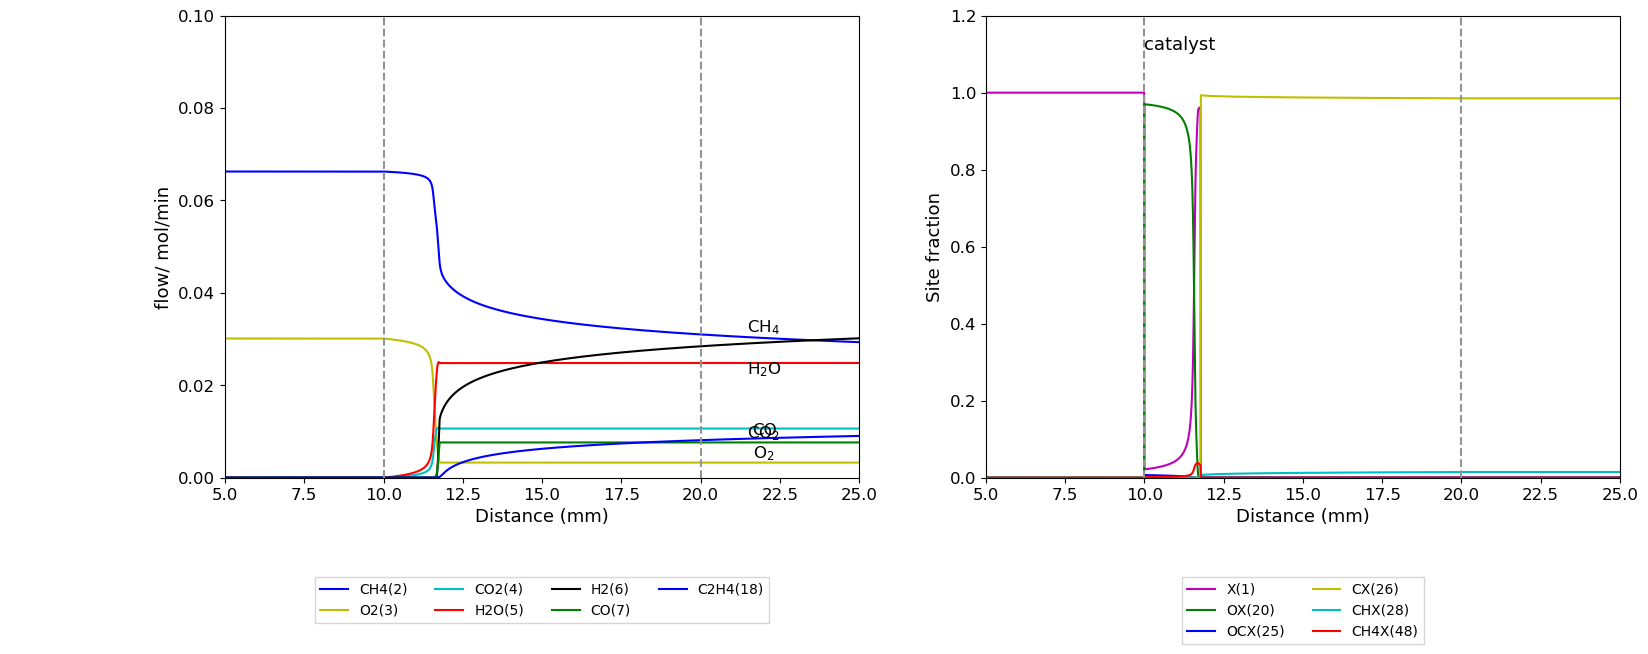 0.10
0.08
0.06
0.04
0.02
0.00
flow/ mol/min
CH4
H2O
CO
CO2
O2
5.0 7.5 10.0 12.5 15.0 17.5 20.0 22.5 25.0
Distance (mm)
CH4(2) CO2(4) H2(6) C2H4(18)
O2(3) H2O(5) CO(7)
1.2
1.0
0.8
0.6
0.4
0.2
0.0
Site fraction
catalyst
5.0 7.5 10.0 12.5 15.0 17.5 20.0 22.5 25.0
Distance (mm)
X(1) CX(26)
OX(20) CHX(28)
OCX(25) CH4X(48)